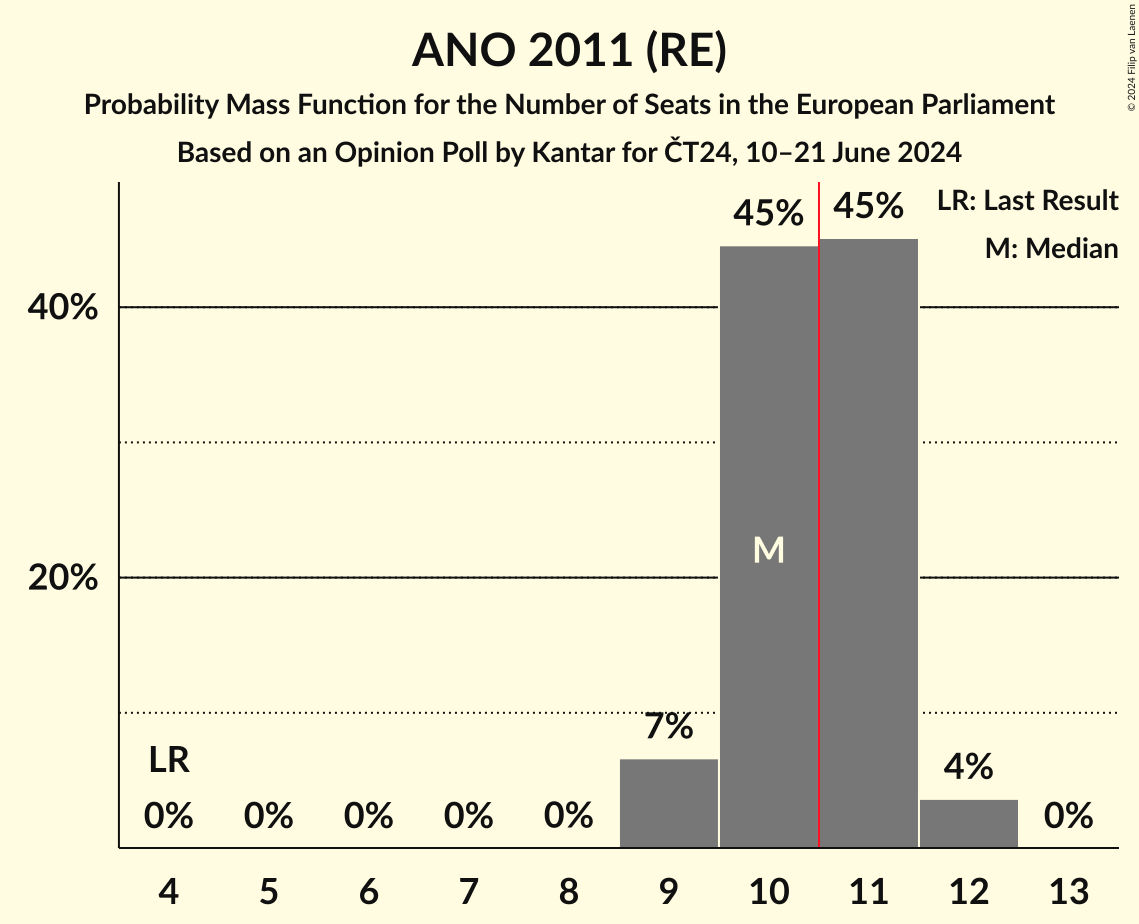 ANO 2011 (RE)
Probability Mass Function for the Number of Seats in the European Parliament
Based on an Opinion Poll by Kantar for ČT24, 10–21 June 2024
© 2024 Filip van Laenen
LR: Last Result
M: Median
45%
45%
40%
M
20%
7%
LR
4%
0%
0%
0%
0%
0%
0%
4
5
6
7
8
9
10
11
12
13